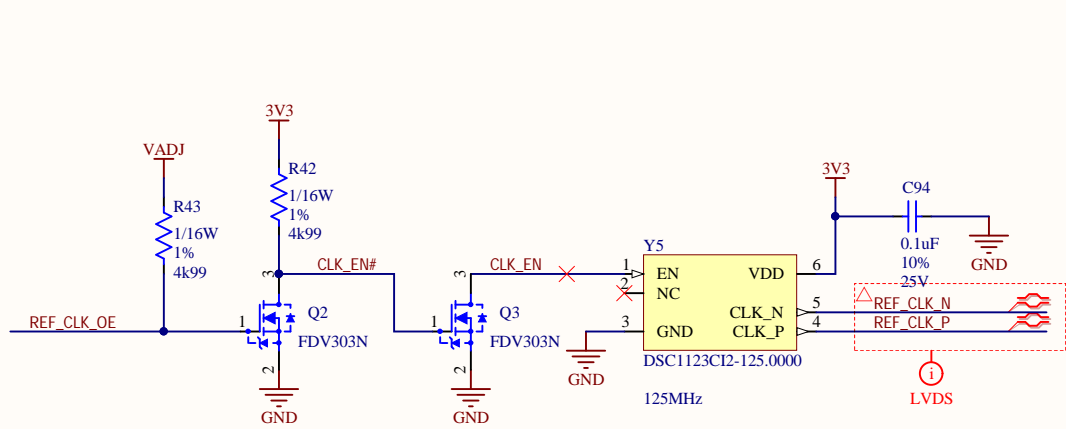 3V3
VADJ
R42
1/16W
1%
4k99
R43
1/16W
1%
4k99
3V3
C94
0.1uF
10%
25V
GND
CLK_EN#
CLK_EN
3
3
Y5
1
EN
VDD
6
2
NC
REF_CLK_OE
1
Q2
FDV303N
1
Q3
FDV303N
3
GND
CLK_N
5
REF_CLK_N
CLK_P
4
REF_CLK_P
2
GND
2
GND
GND
DSC1123CI2-125.0000
125MHz
i
LVDS